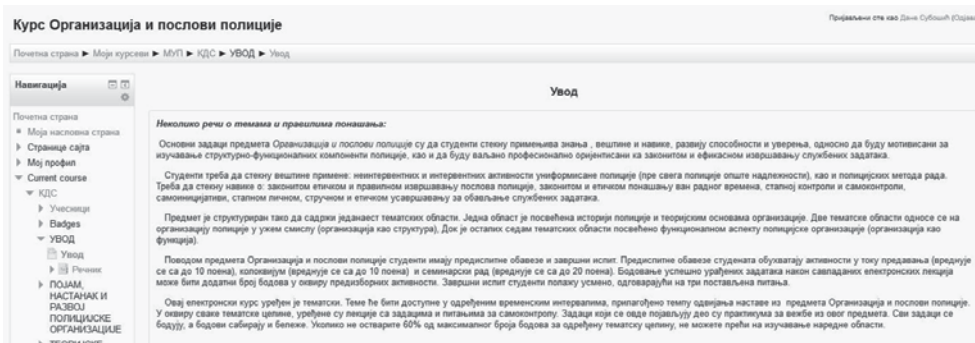 Курс Организација и послови полиције
Пријављени сте као Дане Субошић (Одјава
Почетна страна ► Моји курсеви ► МУП ► КДС ► УВОД ► Увод
Навигација
Почетна страна
Моја насловна страна
Странице сајта
Мој профил
Current course
КДС
Учесници
Badges
УВОД
Увод
Речник
ПОЈАМ,
НАСТАНАК И
РАЗВОЈ
ПОЛИЦИЈСКЕ
ОРГАНИЗАЦИЈЕ
ТЕОРИЈСКЕ
Увод
Неколико речи о темама и правилима понашања:
Основни задаци предмета Организација и послови полиције су да студенти стекну примењива знања , вештине и навике, развију способности и уверења, односно да буду мотивисани за
изучавање структурно-функционалних компоненти полиције, као и да буду ваљано професионално оријентисани ка законитом и ефикасном извршавању службених задатака.
Студенти треба да стекну вештине примене: неинтервентних и интервентних активности униформисане полиције (пре свега полиције опште надлежности), као и полицијских метода рада.
Треба да стекну навике о: законитом етичком и правилном извршавању послова полиције, законитом и етичком понашању ван радног времена, сталној контроли и самоконтроли,
самоиницијативи, сталном личном, стручном и етичком усавршавању за обављање службених задатака.
Предмет је структуриран тако да садржи једанаест тематских области. Једна област је посвећена историји полиције и теоријским основама организације. Две тематске области односе се на
организацију полиције у ужем смислу (организација као структура), Док је осталих седам тематских области посвећено функционалном аспекту полицијске организације (организација као
функција).
Поводом предмета Организација и послови полиције студенти имају предиспитне обавезе и завршни испит. Предиспитне обавезе студената обухватају активности у току предавања (вреднује
се са до 10 поена), колоквијум (вреднује се са до 10 поена) и семинарски рад (вреднује се са до 20 поена). Бодовање успешно урађених задатака након савладаних електронских лекција
може бити додатни број бодова у оквиру предизборних активности. Завршни испит студенти полажу усмено, одговарајући на три постављена питања.
Овај електронски курс уређен је тематски. Теме ће бити доступне у одређеним временским интервалима, прилагођено темпу одвијања наставе из предмета Организација и послови полиције.
У оквиру сваке тематске целине, уређене су лекције са задацима и питањима за самоконтролу. Задаци који се овде појављују део су практикума за вежбе из овог предмета. Сви задаци се
бодују, а бодови сабирају и бележе. Уколико не остварите 60% од максималног броја бодова за одређену тематску целину, не можете прећи на изучавање наредне области.